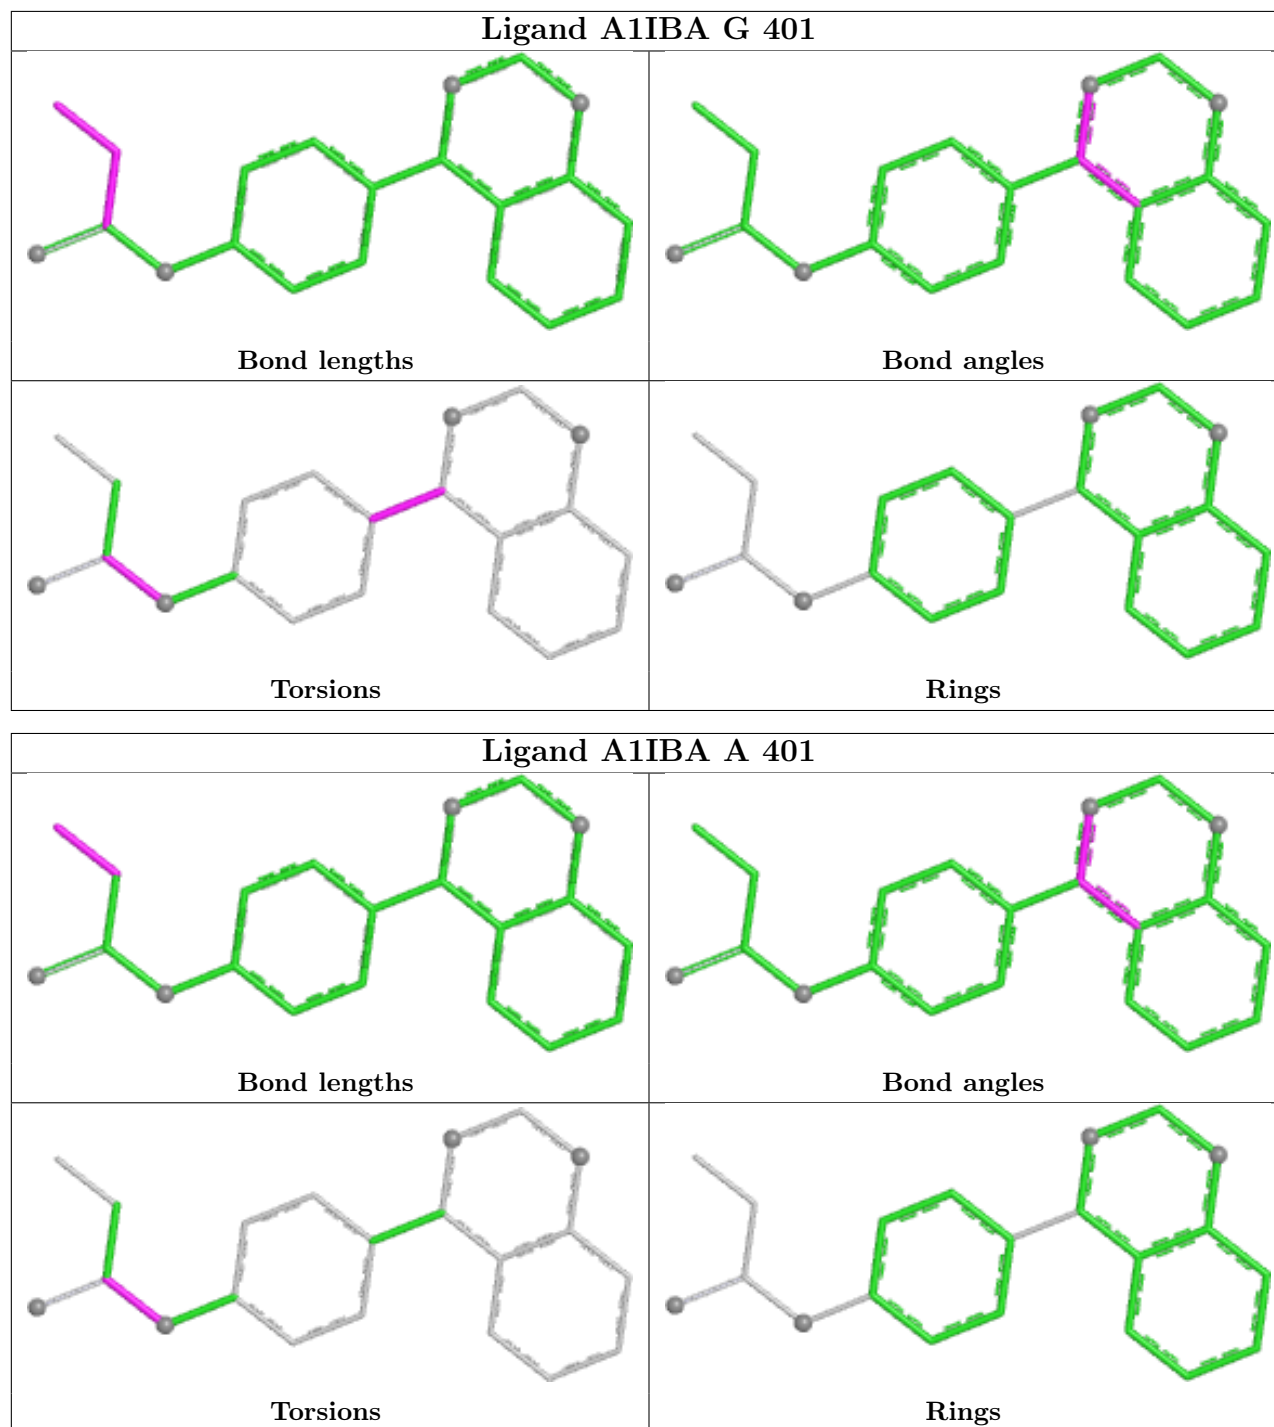 Ligand A1IBA G 401
Bond lengths
Bond angles
Torsions
Rings
Ligand A1IBA A 401
Bond lengths
Bond angles
Torsions
Rings